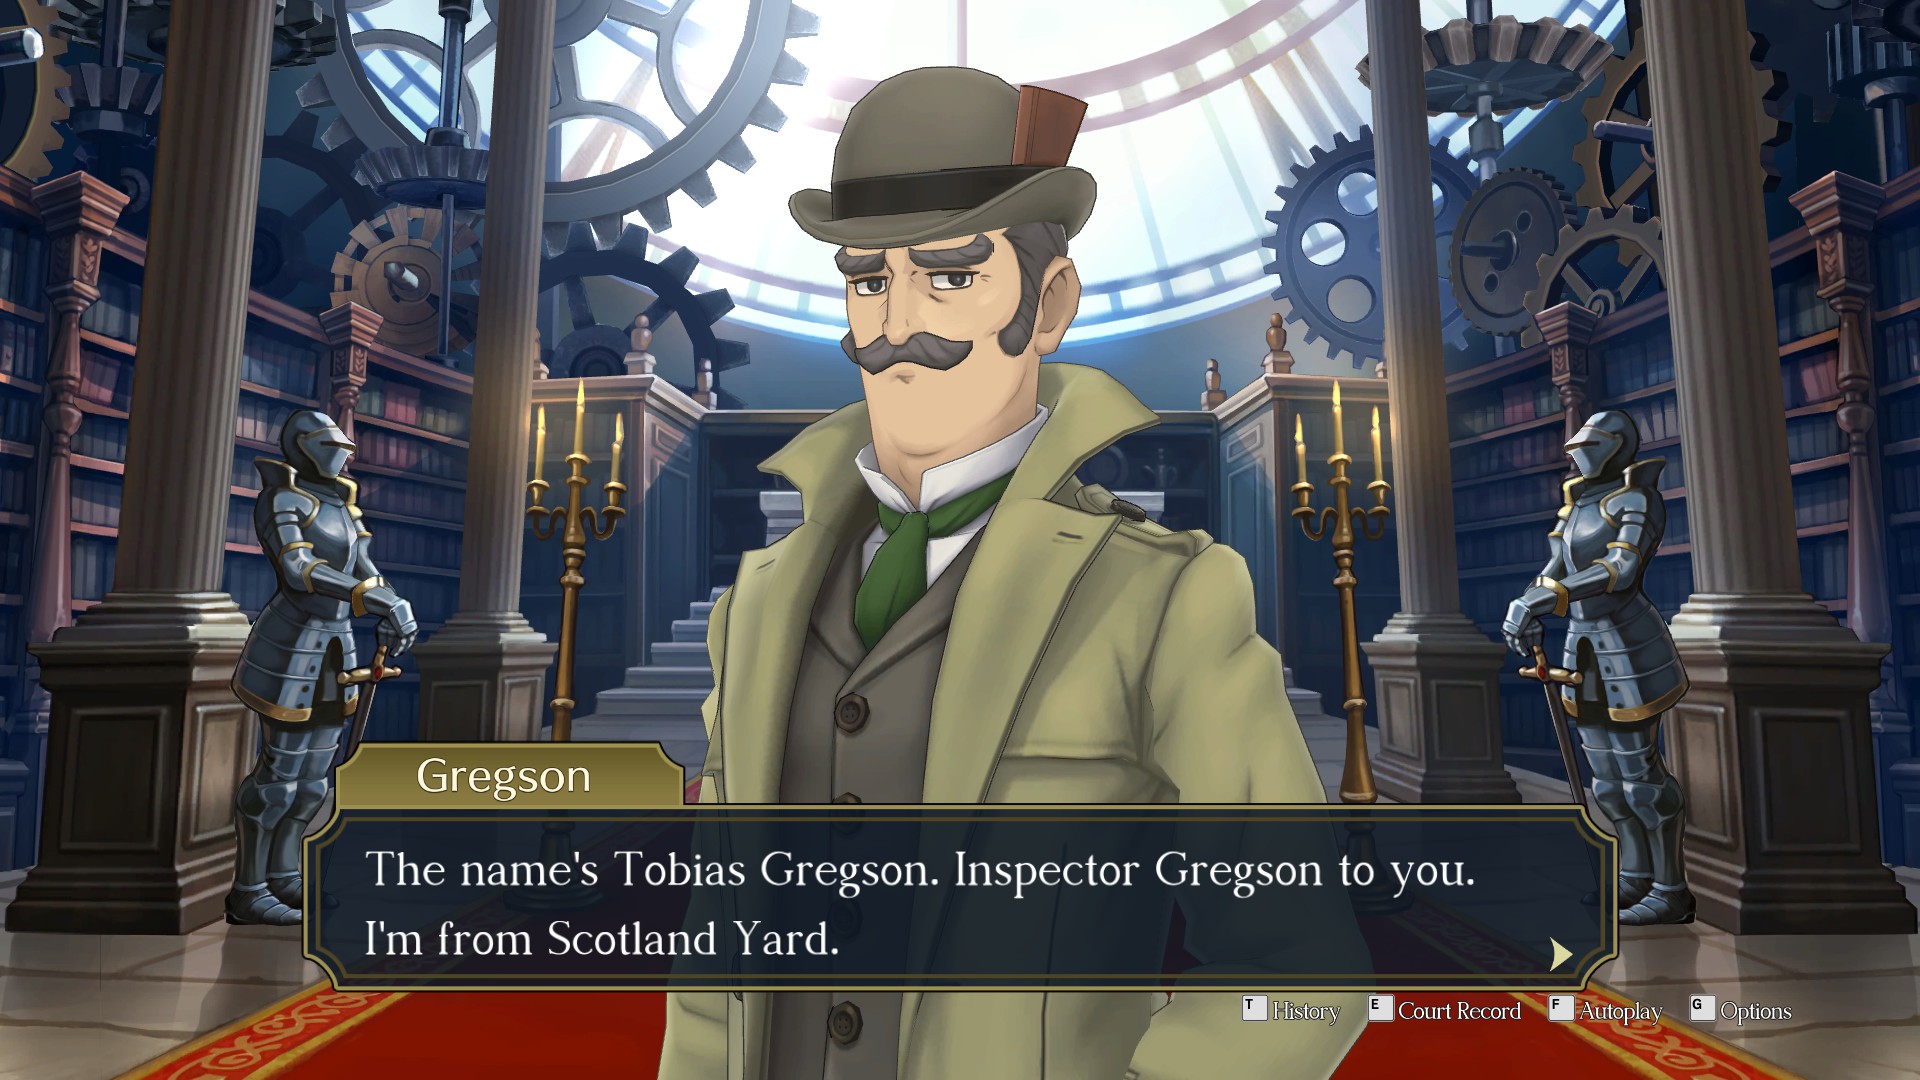 Gregson
The name's Tobias Gregson. Inspector Gregson to you.
I'm from Scotland Yard.
T History E Court Record F Autoplay G Options